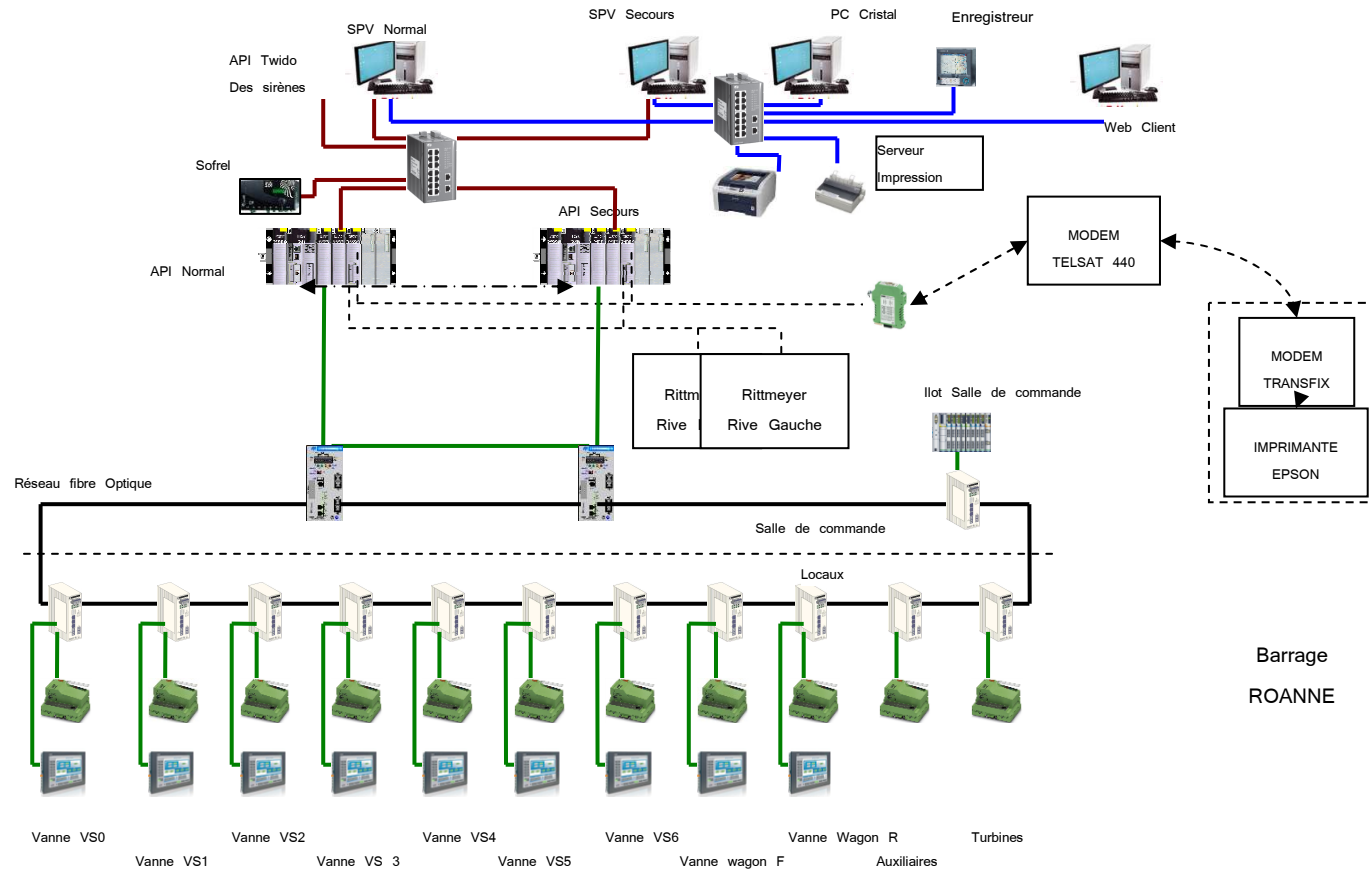 SPV Normal
SPV Secours
PC Cristal
Enregistreur
API Twido
Des sirènes
Web Client
Serveur
Impression
Sofrel
API Secours
API Normal
MODEM
TELSAT 440
MODEM
TRANSFIX
IMPRIMANTE
EPSON
Rittm
Rive
Rittmeyer
Rive Gauche
Ilot Salle de commande
Réseau fibre Optique
Salle de commande
Locaux
Barrage
ROANNE
Vanne VS0
Vanne VS1
Vanne VS2
Vanne VS 3
Vanne VS4
Vanne VS5
Vanne VS6
Vanne wagon F
Vanne Wagon R
Auxiliaires
Turbines